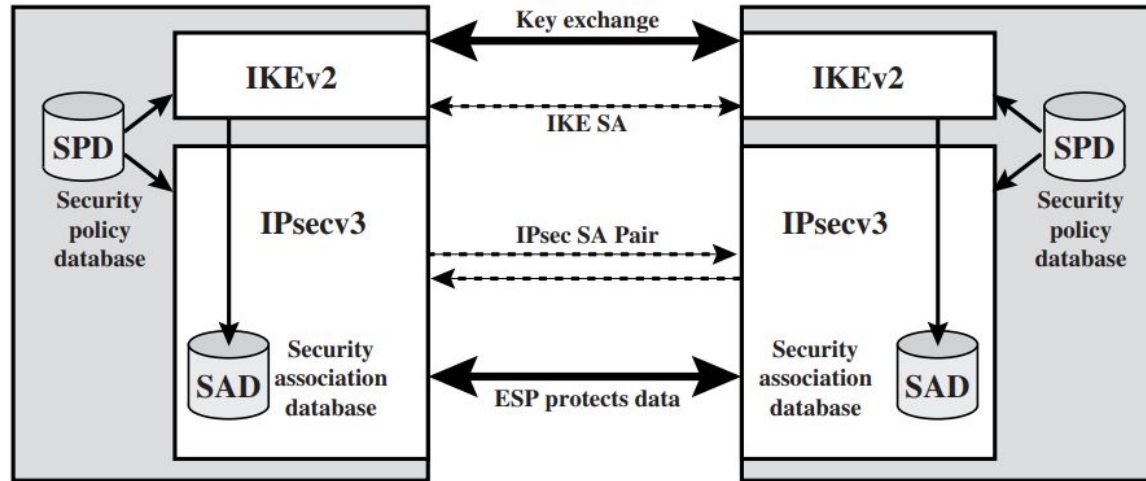 Key exchange
IKEv2
IKEv2
IKE SA
SPD
SPD
Security
policy
database
Security
policy
database
IPsecv3
IPsecv3
IPsec SA Pair
SAD
Security
association
database
Security
association
database
SAD
ESP protects data